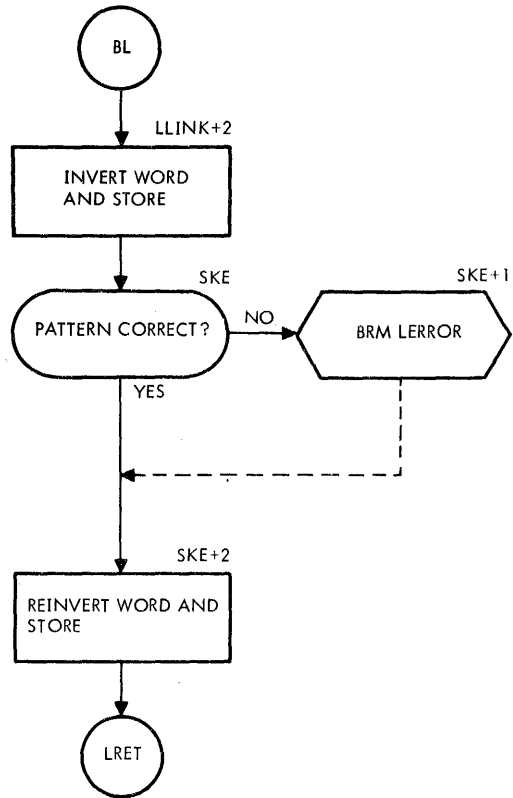 BL
LLINK+2
INVERT WORD
AND STORE
SKE
PATTERN CORRECT?
NO
SKE+1
BRM LERROR
YES
SKE+2
REINVERT WORD AND
STORE
LRET